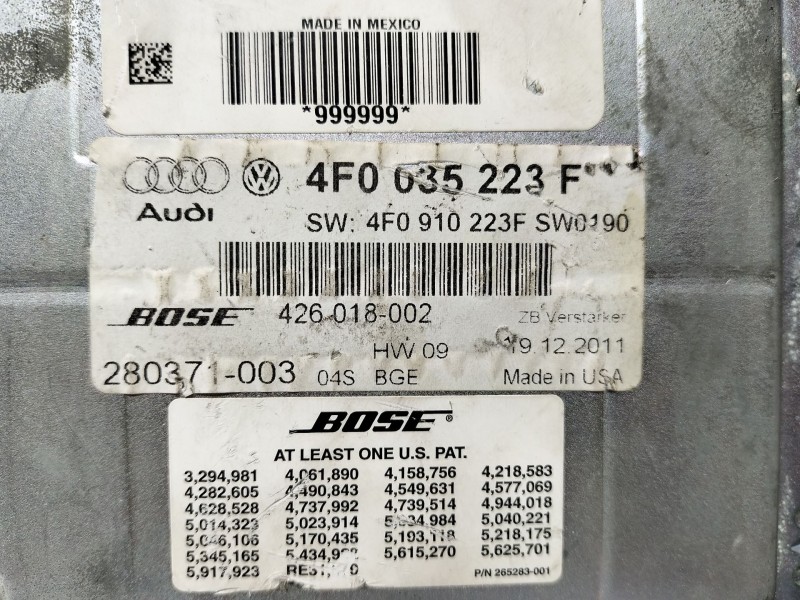 MADE IN MEXICO
*999999*
4F0 035 223 F***
Audi
SW: 4F0 910 223F SW0190
BOSE 426 018-002 ZB Verstärker
HW 09 19.12.2011
280371-003 04S BGE Made in USA
BOSE®
AT LEAST ONE U.S. PAT.
3,294,981 4,061,890 4,158,756 4,218,583
4,282,605 4,490,843 4,549,631 4,577,069
4,628,528 4,737,992 4,739,514 4,944,018
5,014,323 5,023,914 5,040,221
5,046,106 5,170,435 5,193,118 5,218,175
5,345,165 5,615,270 5,625,701
5,917,923 P/N 265283-001